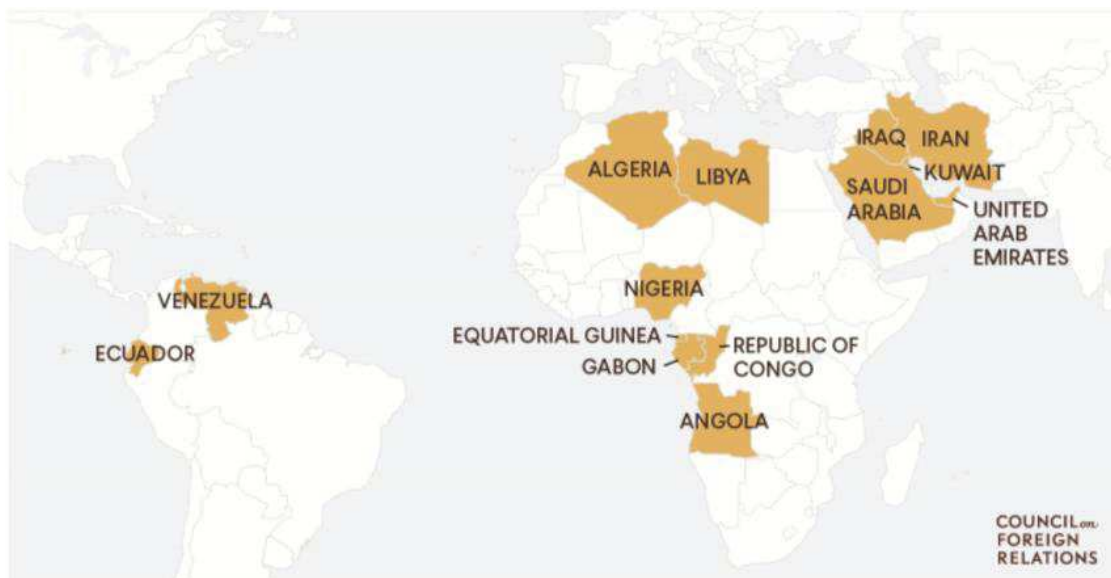 IRAQ
IRAN
ALGERIA
LIBYA
KUWAIT
SAUDI
ARABIA
UNITED
ARAB
EMIRATES
VENEZUELA
NIGERIA
ECUADOR
EQUATORIAL GUINEA
GABON
REPUBLIC OF
CONGO
ANGOLA
COUNCIL on
FOREIGN
RELATIONS